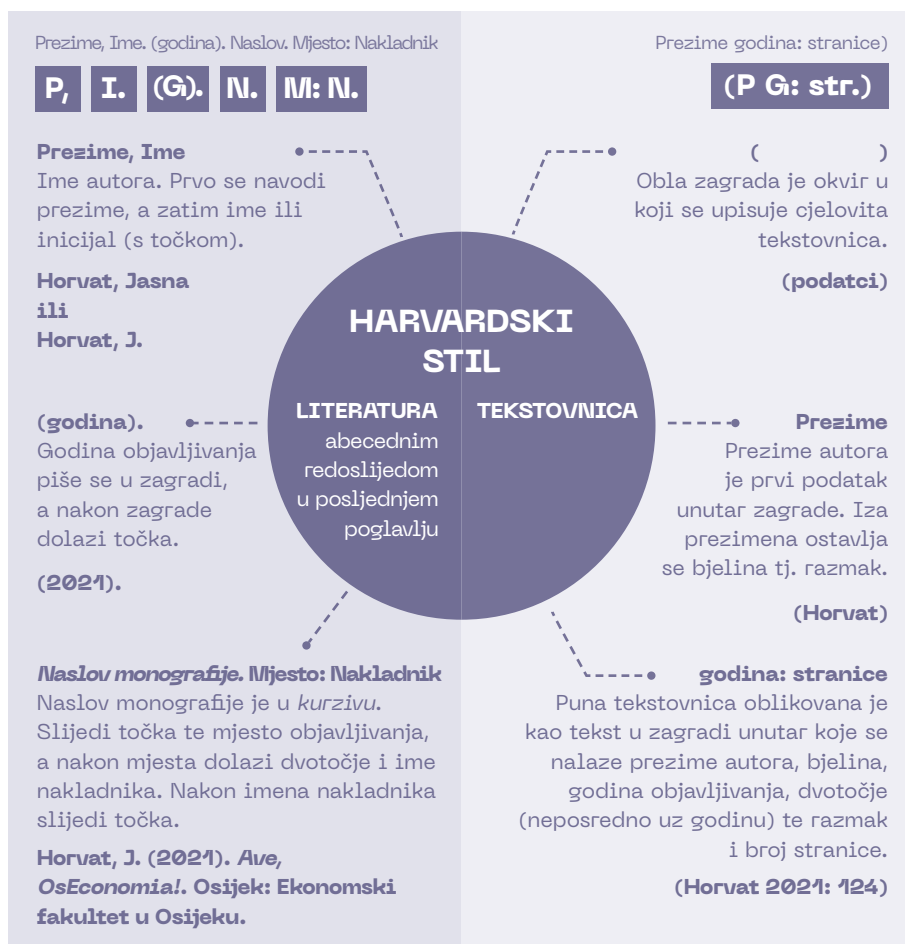 Prezime, Ime. (godina). Naslov. Mjesto: Nakladnik
P, I. (G). N. M: N.
Prezime, Ime
Ime autora. Prvo se navodi
prezime, a zatim ime ili
inicijal (s točkom).
Horvat, Jasna
ili
Horvat, J.
(godina).
Godina objavljivanja
piše se u zagradi,
a nakon zagrade
dolazi točka.
(2021).
Naslov monografije. Mjesto: Nakladnik
Naslov monografije je u kurzivu.
Slijedi točka te mjesto objavljivanja,
a nakon mjesta dolazi dvotočje i ime
nakladnika. Nakon imena nakladnika
slijedi točka.
Horvat, J. (2021). Ave,
OsEconomia!. Osijek: Ekonomski
fakultet u Osijeku.
HARVARDSKI
STIL
LITERATURA
abecednim
redoslijedom
u posljednjem
poglavlju
TEKSTOVNICA
Prezime godina: stranice)
(P G: str.)
( )
Obla zagrada je okvir u
koji se upisuje cjelovita
tekstovnica.
(podatci)
Prezime
Prezime autora
je prvi podatak
unutar zagrade. Iza
prezimena ostavlja
se bjelina tj. razmak.
(Horvat)
godina: stranice
Puna tekstovnica oblikovana je
kao tekst u zagradi unutar koje se
nalaze prezime autora, bjelina,
godina objavljivanja, dvotočje
(neposredno uz godinu) te razmak
i broj stranice.
(Horvat 2021: 124)